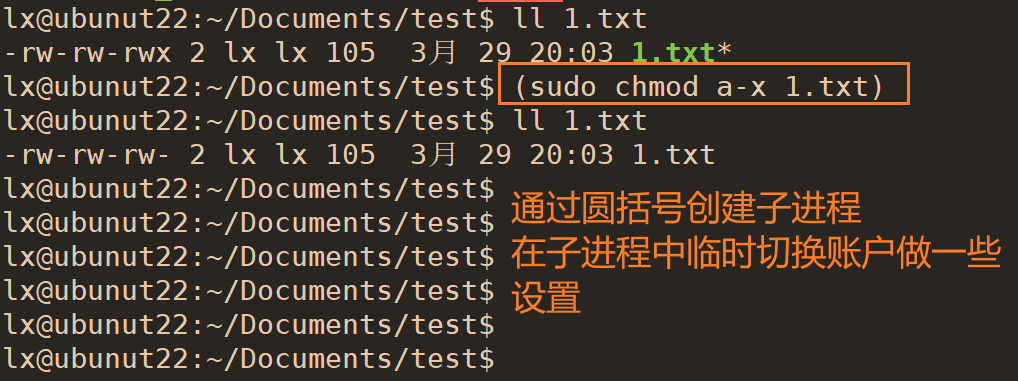 lx@ubunut22:~/Documents/test$ ll 1.txt
-rw-rw-rwx 2 lx lx 105  3月 29 20:03 1.txt*
lx@ubunut22:~/Documents/test$ (sudo chmod a-x 1.txt)
lx@ubunut22:~/Documents/test$ ll 1.txt
-rw-rw-rw- 2 lx lx 105  3月 29 20:03 1.txt
lx@ubunut22:~/Documents/test$
lx@ubunut22:~/Documents/test$
lx@ubunut22:~/Documents/test$
lx@ubunut22:~/Documents/test$
lx@ubunut22:~/Documents/test$
lx@ubunut22:~/Documents/test$
通过圆括号创建子进程
在子进程中临时切换账户做一些
设置